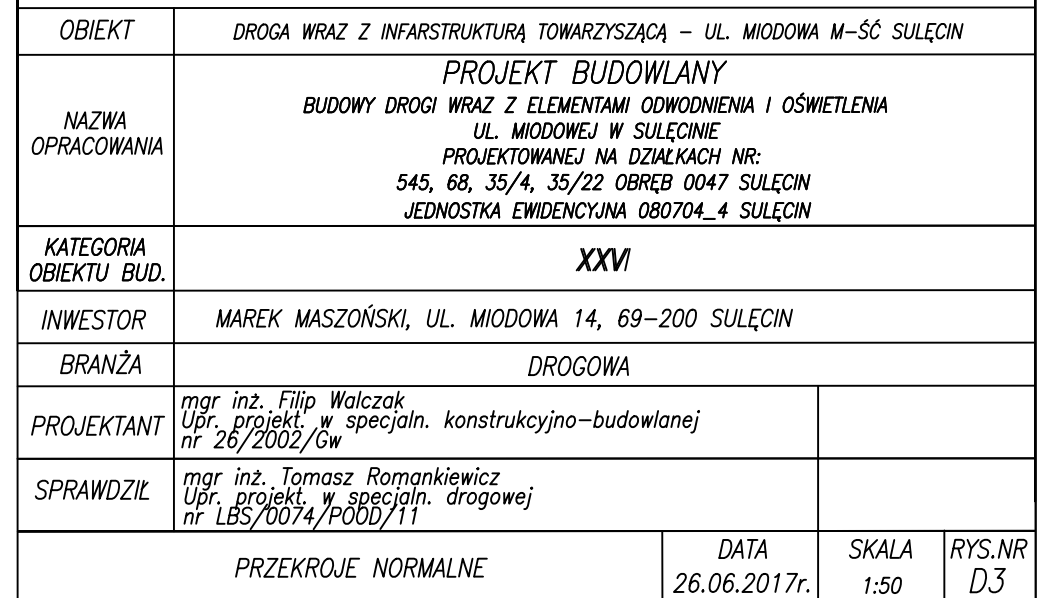 OBIEKT
DROGA WRAZ Z INFARSTRUKTURĄ TOWARZYSZĄCĄ – UL. MIODOWA M–ŚĆ SULĘCIN
NAZWA
OPRACOWANIA
PROJEKT BUDOWLANY
BUDOWY DROGI WRAZ Z ELEMENTAMI ODWODNIENIA I OŚWIETLENIA
UL. MIODOWEJ W SULĘCINIE
PROJEKTOWANEJ NA DZIAŁKACH NR:
545, 68, 35/4, 35/22 OBRĘB 0047 SULĘCIN
JEDNOSTKA EWIDENCYJNA 080704_4 SULĘCIN
KATEGORIA
OBIEKTU BUD.
XXVI
INWESTOR
MAREK MASZOŃSKI, UL. MIODOWA 14, 69–200 SULĘCIN
BRANŻA
DROGOWA
PROJEKTANT
mgr inż. Filip Walczak
Upr. projekt. w specjaln. konstrukcyjno–budowlanej
nr 26/2002/Gw
SPRAWDZIŁ
mgr inż. Tomasz Romankiewicz
Upr. projekt. w specjaln. drogowej
nr LBS/0074/POOD/11
PRZEKROJE NORMALNE
DATA
26.06.2017r.
SKALA
1:50
RYS.NR
D3